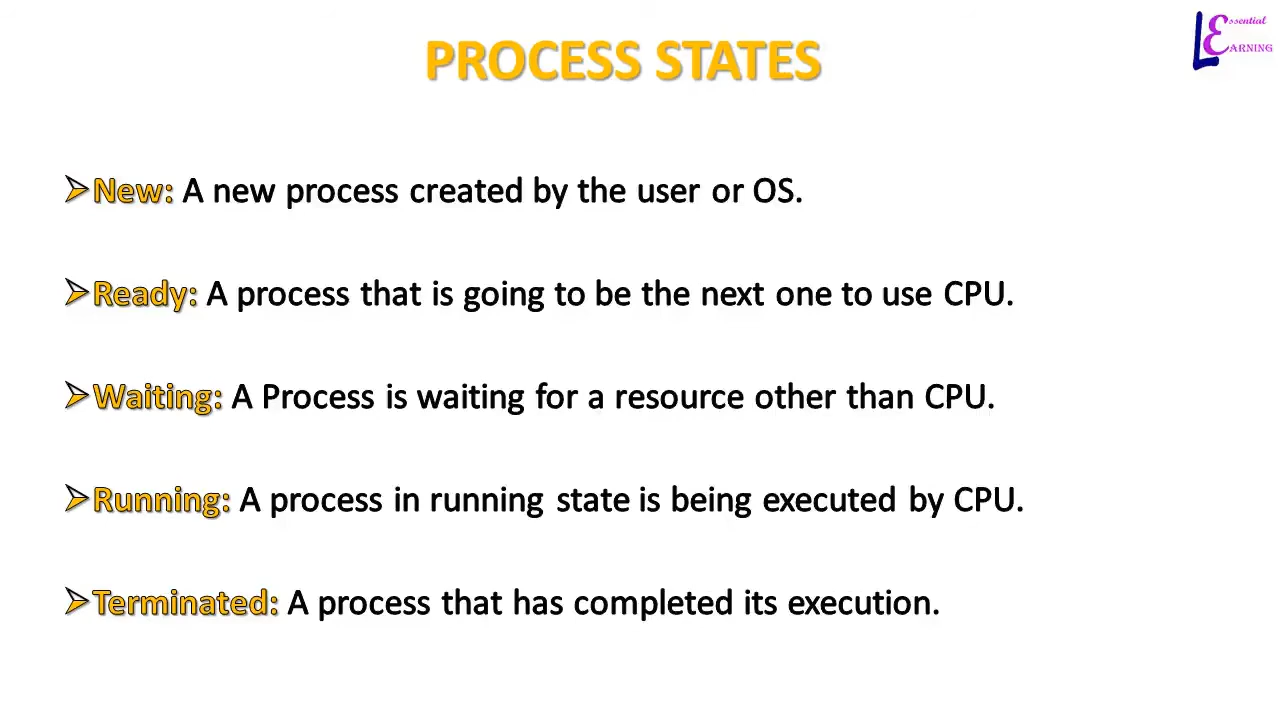 PROCESS STATES
Essential
LEARNING
New: A new process created by the user or OS.
Ready: A process that is going to be the next one to use CPU.
Waiting: A Process is waiting for a resource other than CPU.
Running: A process in running state is being executed by CPU.
Terminated: A process that has completed its execution.